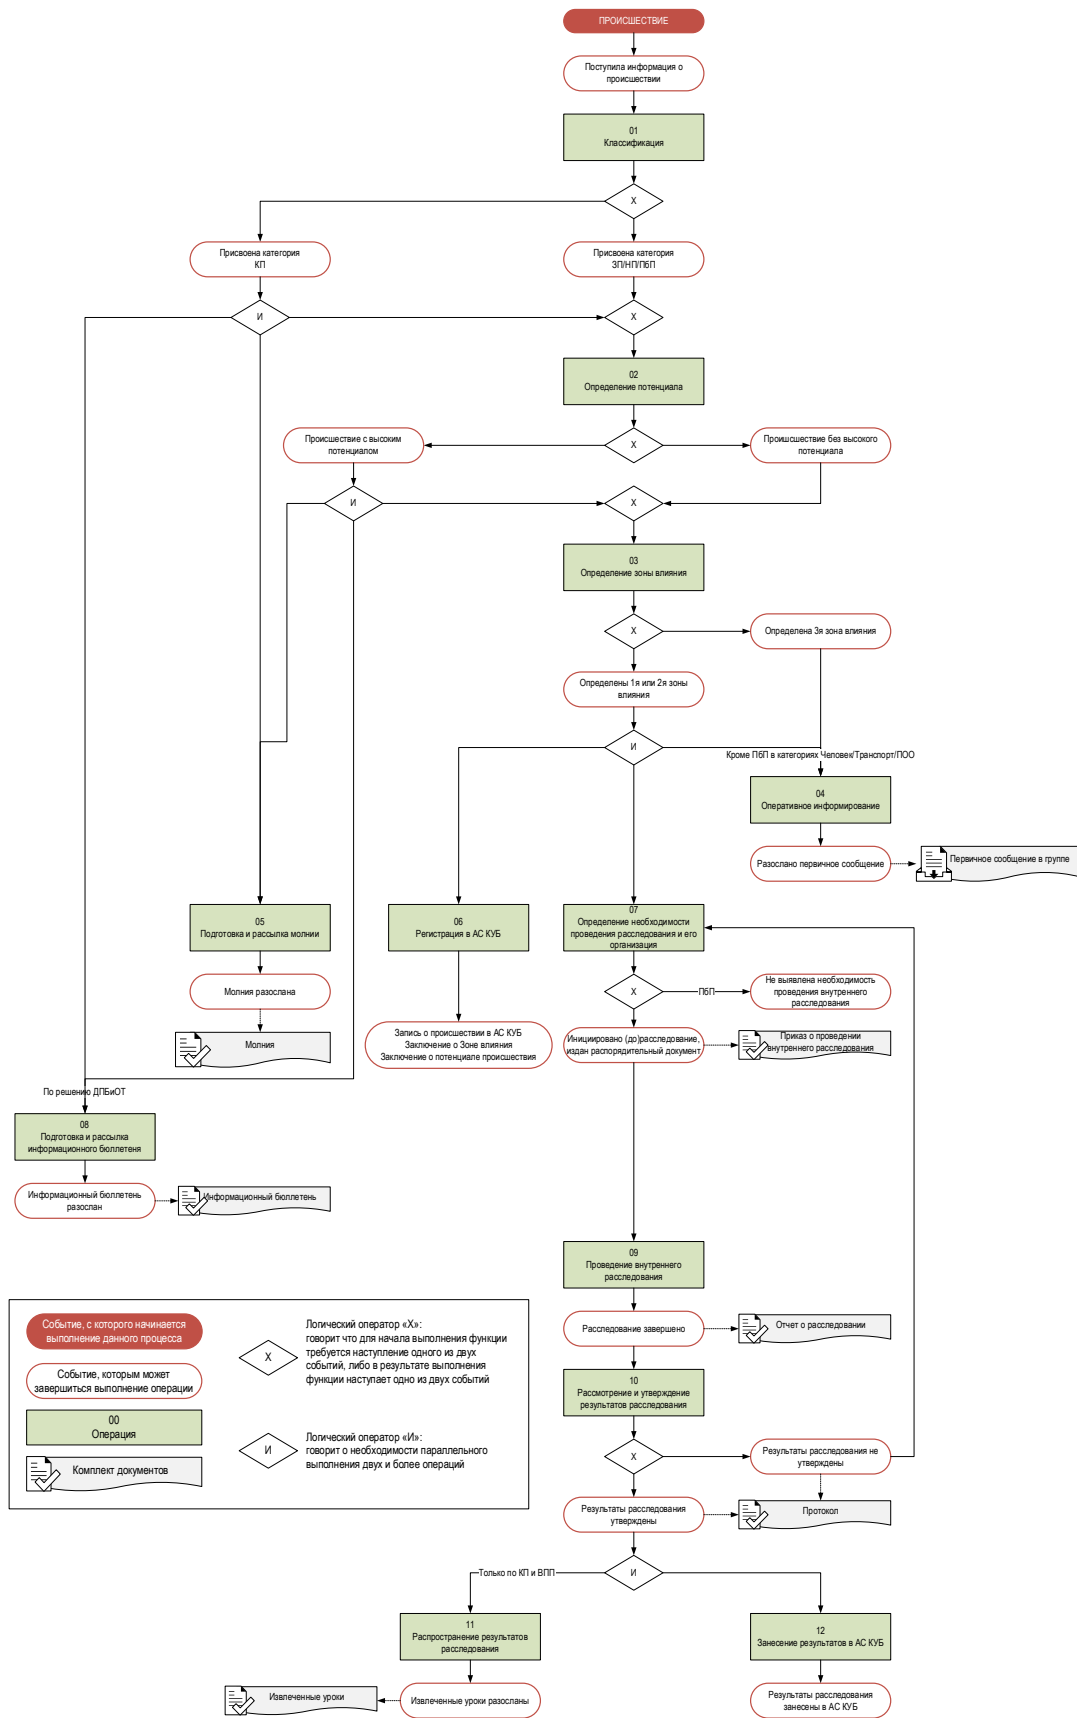 ПРОИСШЕСТВИЕ
Поступила информация о
происшествии
01
Классификация
X
Присвоена категория
КП
Присвоена категория
ЗП/НП/ПбП
И
X
02
Определение потенциала
Происшествие с высоким
потенциалом
X
Проишсшествие без высокого
потенциала
И
X
03
Определение зоны влияния
X
Определена 3я зона влияния
Определены 1я или 2я зоны
влияния
И
Кроме ПбП в категориях Человек/Транспорт/ПОО
04
Оперативное информирование
Разослано первичное сообщение
Первичное сообщение в группе
05
Подготовка и рассылка молнии
06
Регистрация в АС КУБ
07
Определение необходимости
проведения расследования и его
организация
Молния разослана
X
ПбП
Не выявлена необходимость
проведения внутреннего
расследования
Молния
Запись о происшествии в АС КУБ
Заключение о Зоне влияния
Заключение о потенциале происшествия
Инициировано (до)расследование,
издан распорядительный документ
Приказ о проведении
внутреннего расследования
По решению ДПБиОТ
08
Подготовка и рассылка
информационного бюллетеня
Информационный бюллетень
разослан
Информационный бюллетень
09
Проведение внутреннего
расследования
Расследование завершено
Отчет о расследовании
10
Рассмотрение и утверждение
результатов расследования
X
Результаты расследования не
утверждены
Результаты расследования
утверждены
Протокол
Только по КП и ВПП
И
11
Распространение результатов
расследования
12
Занесение результатов в АС КУБ
Извлеченные уроки
Извлеченные уроки разосланы
Результаты расследования
занесены в АС КУБ
Событие, с которого начинается
выполнение данного процесса
Событие, которым может
завершиться выполнение операции
00
Операция
Комплект документов
X
Логический оператор «Х»:
говорит что для начала выполнения функции
требуется наступление одного из двух
событий, либо в результате выполнения
функции наступает одно из двух событий
И
Логический оператор «И»:
говорит о необходимости параллельного
выполнения двух и более операций